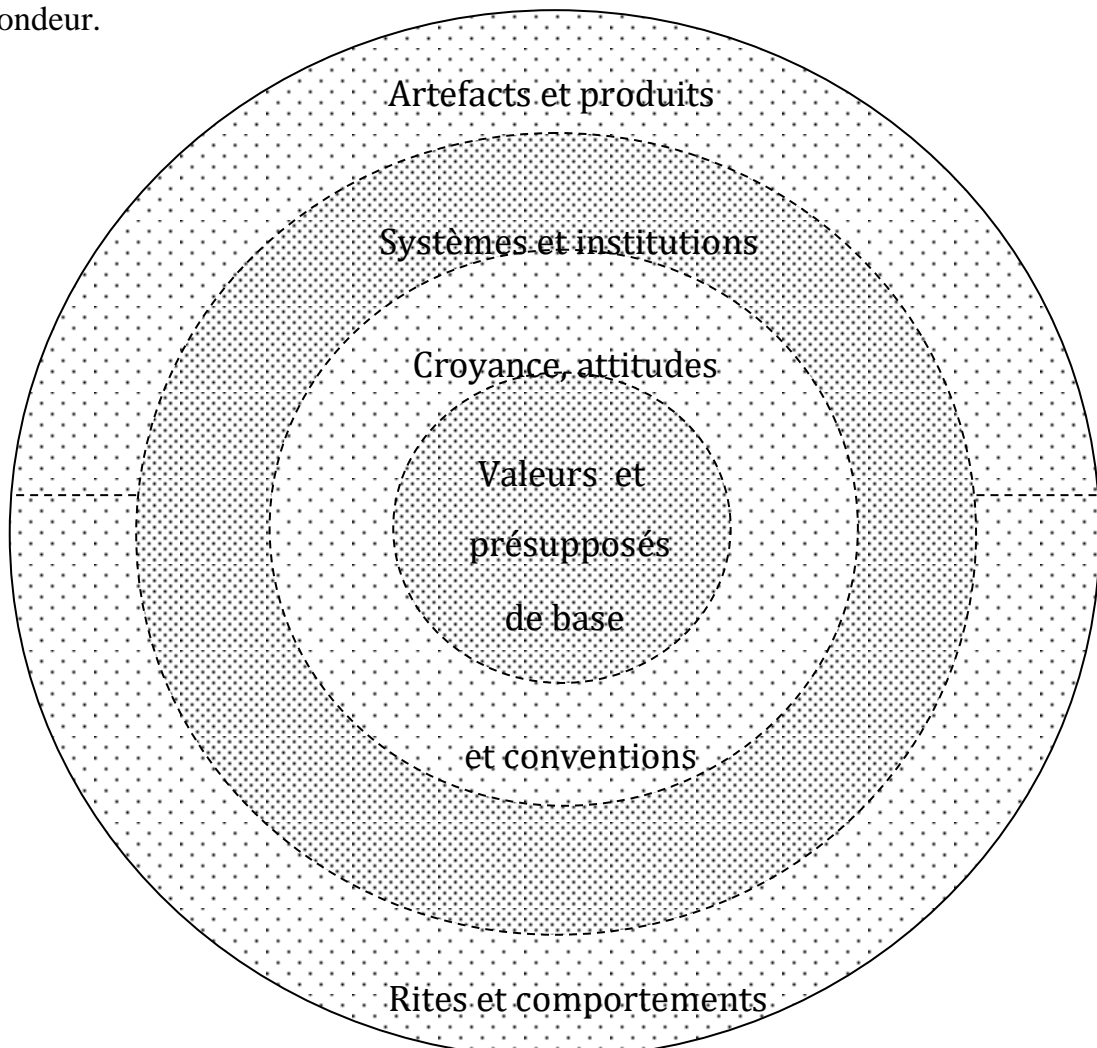 ondeur.
Artefacts et produits
Systèmes et institutions
Croyance, attitudes
Valeurs et
présupposés
de base
et conventions
Rites et comportements